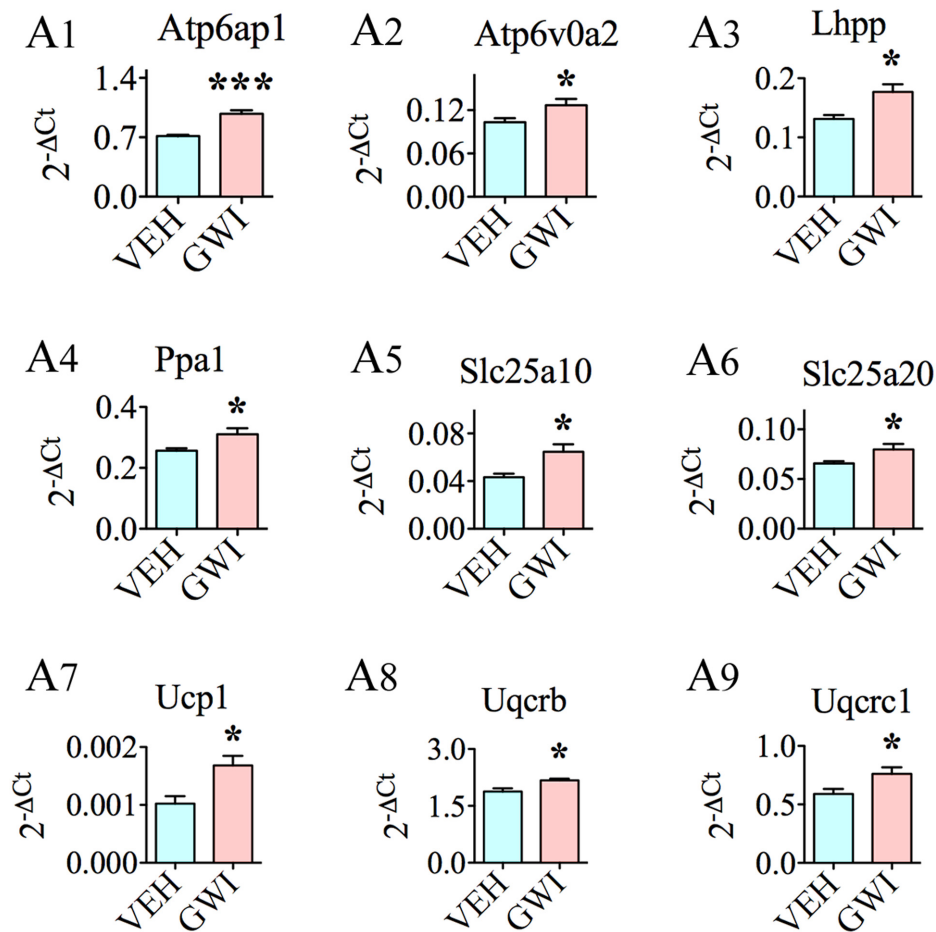 A1 Atp6ap1
2-ΔCt
1.4
***
0.7
0.0
VEH GWI
A2 Atp6v0a2
2-ΔCt
*
0.12
0.06
0.00
VEH GWI
A3 Lhpp
2-ΔCt
*
0.2
0.1
0.0
VEH GWI
A4 Ppa1
2-ΔCt
*
0.4
0.2
0.0
VEH GWI
A5 Slc25a10
2-ΔCt
*
0.08
0.04
0.00
VEH GWI
A6 Slc25a20
2-ΔCt
*
0.10
0.05
0.00
VEH GWI
A7 Ucp1
2-ΔCt
*
0.002
0.001
0.000
VEH GWI
A8 Uqcrb
2-ΔCt
*
3.0
1.5
0.0
VEH GWI
A9 Uqcrc1
2-ΔCt
*
1.0
0.5
0.0
VEH GWI